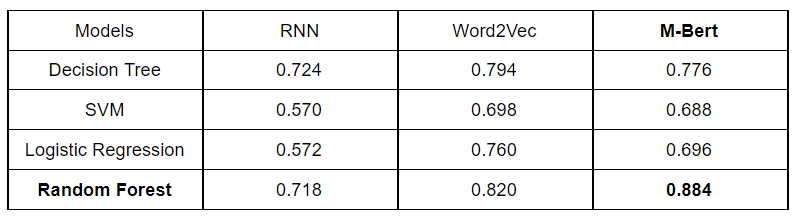 Models RNN Word2Vec M-Bert
Decision Tree 0.724 0.794 0.776
SVM 0.570 0.698 0.688
Logistic Regression 0.572 0.760 0.696
Random Forest 0.718 0.820 0.884